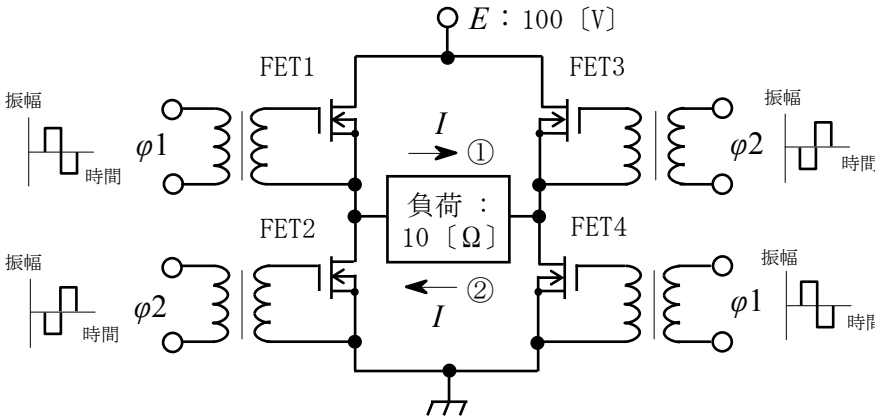 E：100〔V〕
FET1
FET3
振幅
φ1
時間
I
①
振幅
φ2
時間
負荷：
10〔Ω〕
FET2
FET4
振幅
φ2
時間
②
I
振幅
φ1
時間